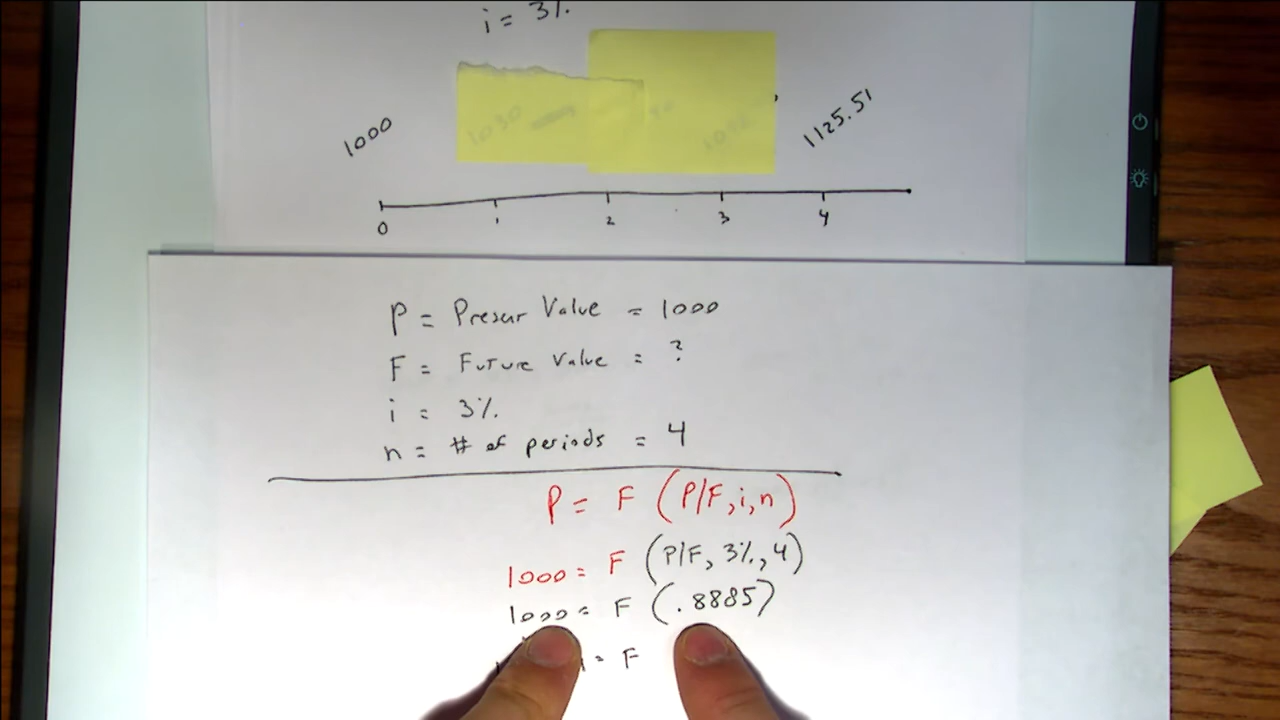 i = 3%
1000
1125.51
0 1 2 3 4
P = Presur Value = 1000
F = Future Value = ?
i = 3%
n = # of periods = 4
P = F (P/F, i, n)
1000 = F (P/F, 3%, 4)
1000 = F (.8885)
= F